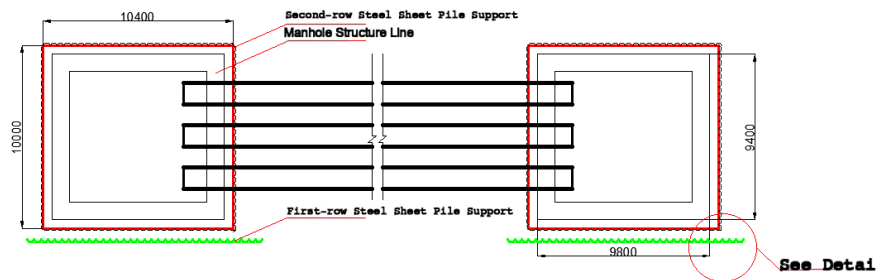 10400
Second-row Steel Sheet Pile Support
Manhole Structure Line
10000
9400
First-row Steel Sheet Pile Support
9800
See Detai